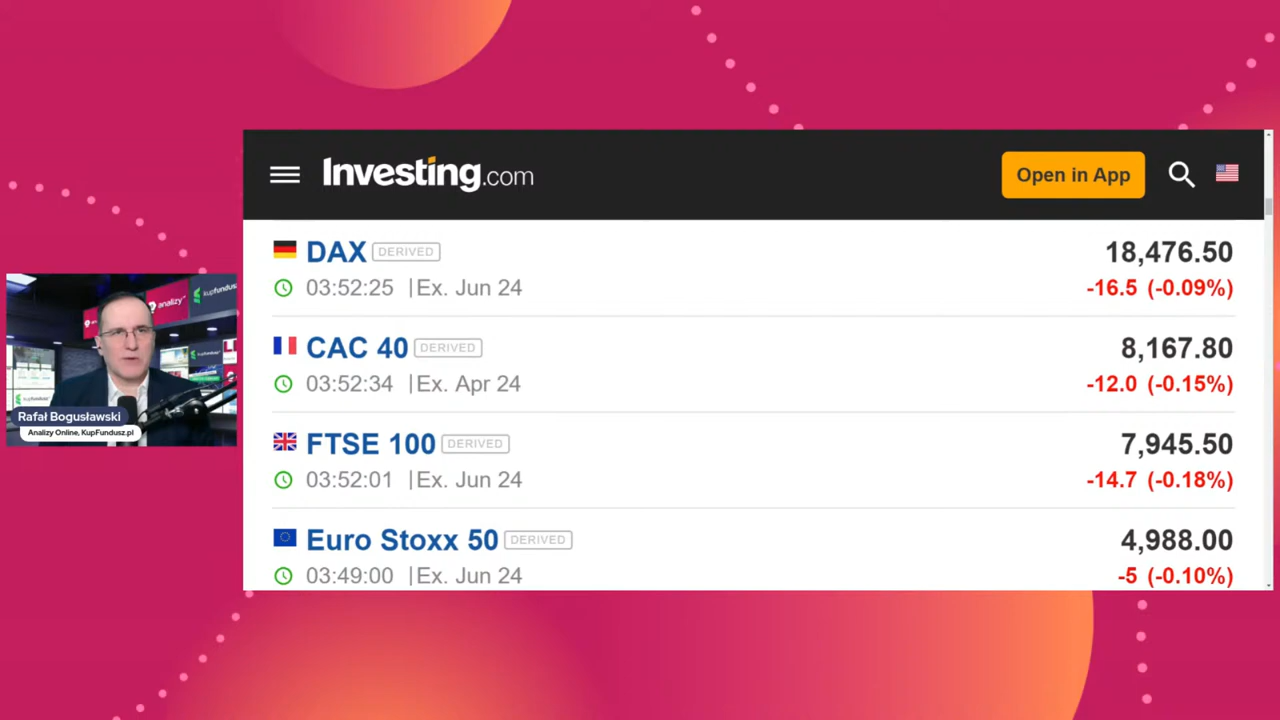 Investing.com
Open in App
DAX DERIVED 18,476.50
03:52:25 |Ex. Jun 24 -16.5 (-0.09%)
CAC 40 DERIVED 8,167.80
03:52:34 |Ex. Apr 24 -12.0 (-0.15%)
FTSE 100 DERIVED 7,945.50
03:52:01 |Ex. Jun 24 -14.7 (-0.18%)
Euro Stoxx 50 DERIVED 4,988.00
03:49:00 |Ex. Jun 24 -5 (-0.10%)
analizy
kupfundusz
Rafał Bogusławski
Analizy Online, KupFundusz.pl